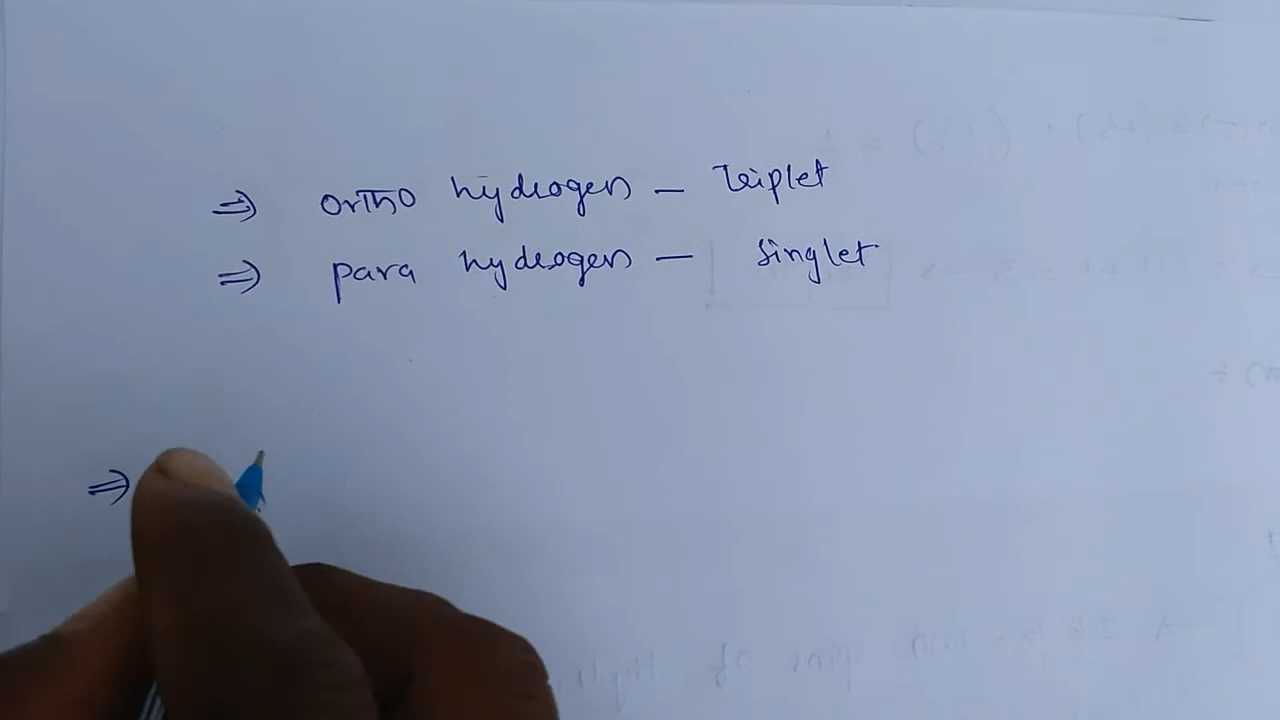 ⇒ ortho hydrogen — Triplet
⇒ para hydrogen — singlet
⇒